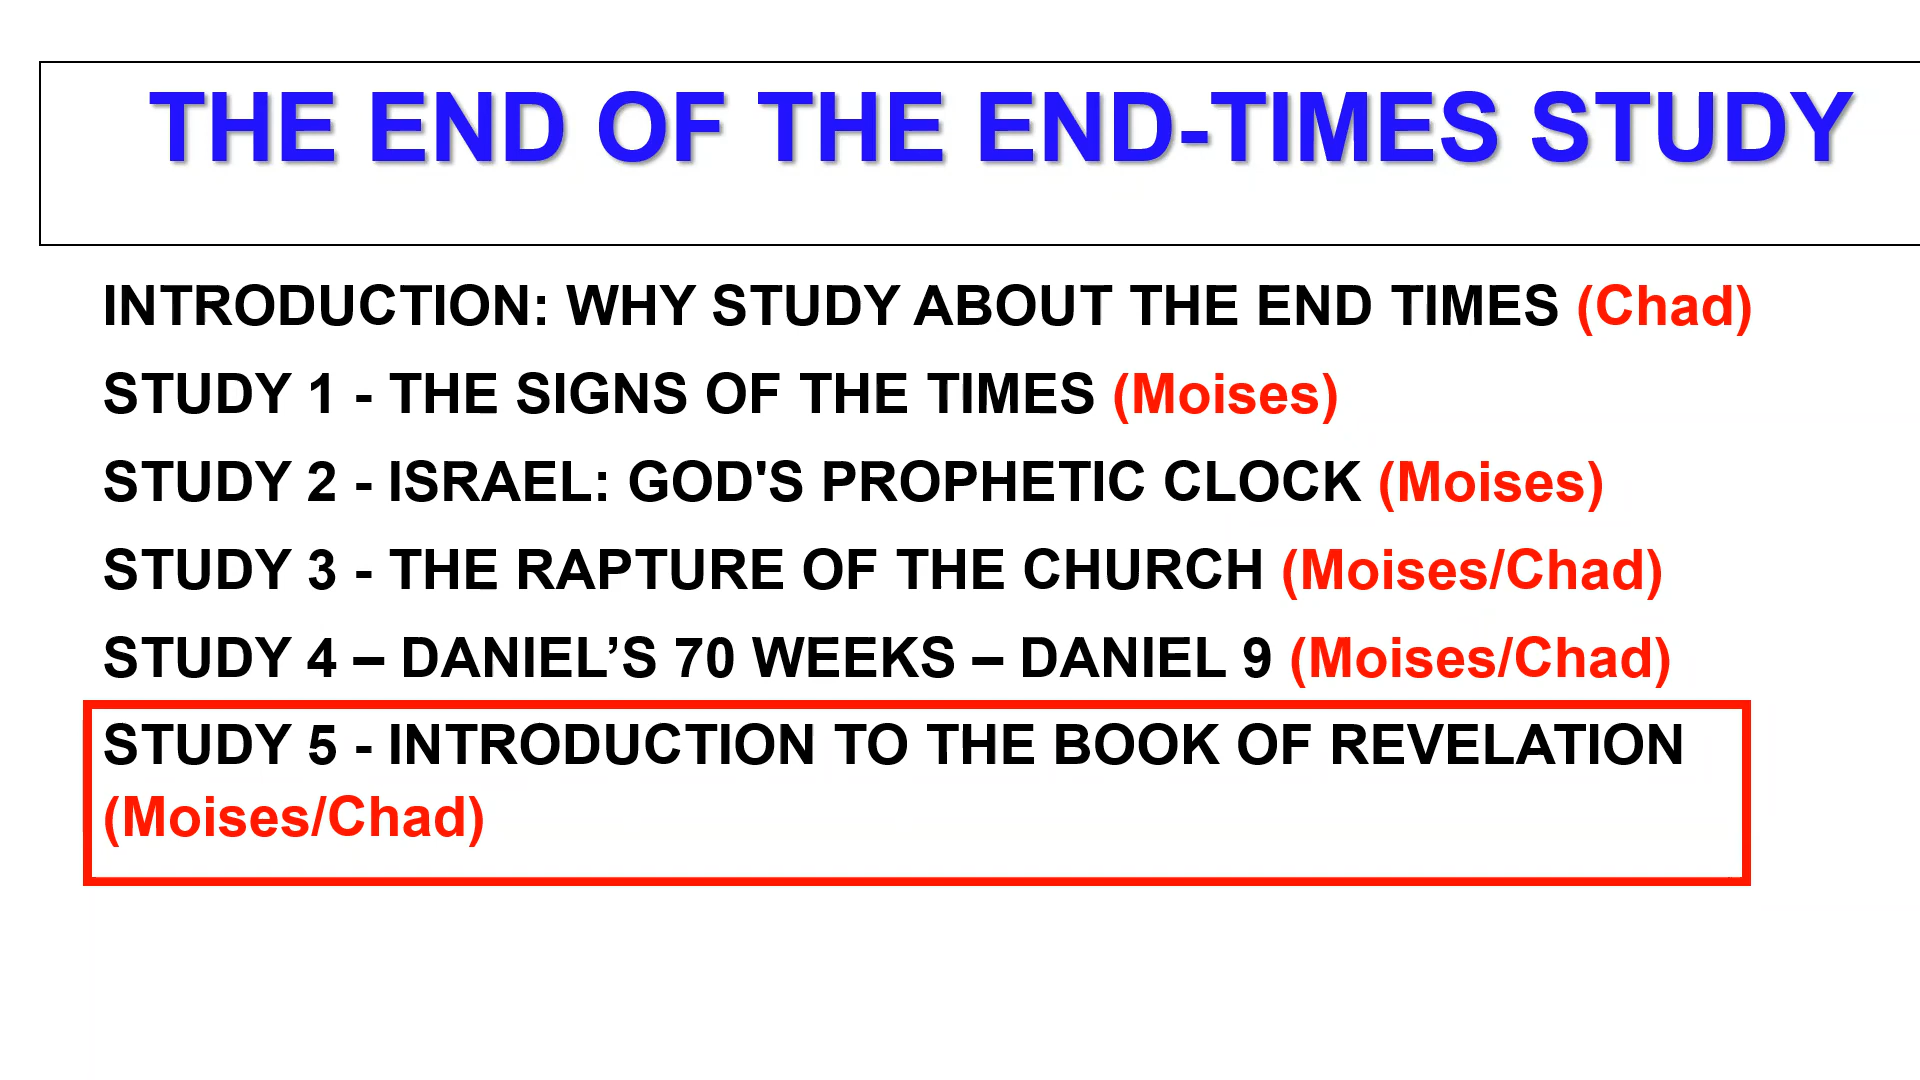 THE END OF THE END-TIMES STUDY
INTRODUCTION: WHY STUDY ABOUT THE END TIMES (Chad)
STUDY 1 - THE SIGNS OF THE TIMES (Moises)
STUDY 2 - ISRAEL: GOD'S PROPHETIC CLOCK (Moises)
STUDY 3 - THE RAPTURE OF THE CHURCH (Moises/Chad)
STUDY 4 – DANIEL’S 70 WEEKS – DANIEL 9 (Moises/Chad)
STUDY 5 - INTRODUCTION TO THE BOOK OF REVELATION
(Moises/Chad)